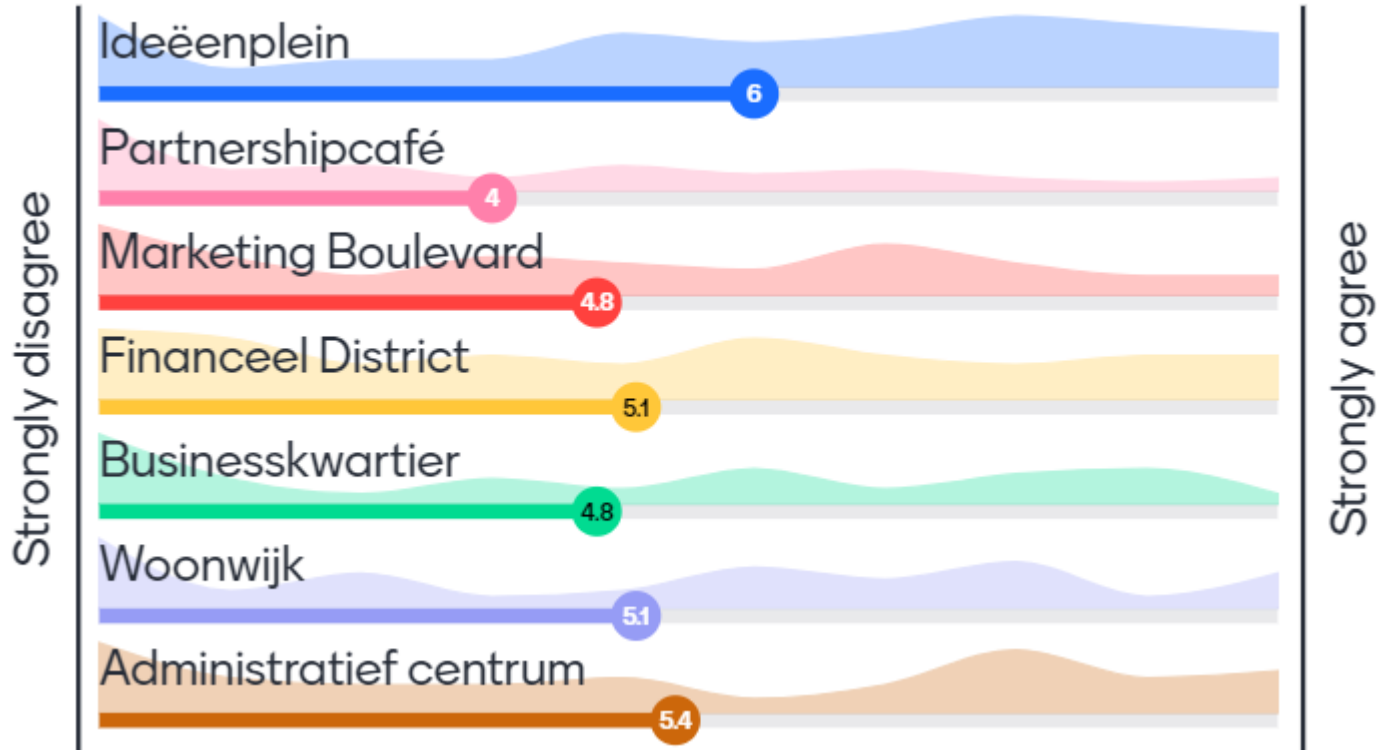 Strongly disagree
Ideëenplein
6
Partnershipcafé
4
Marketing Boulevard
4.8
Financeel District
5.1
Businesskwartier
4.8
Woonwijk
5.1
Administratief centrum
5.4
Strongly agree